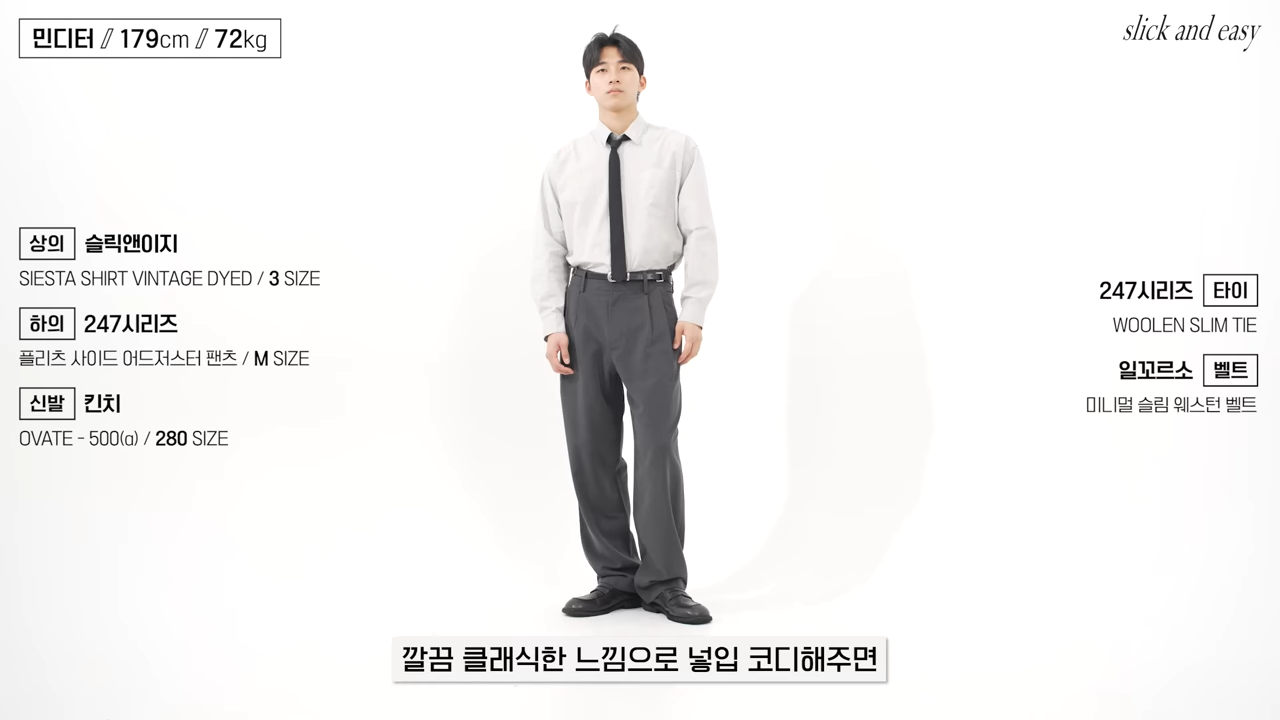 민디터 // 179cm // 72kg
slick and easy
상의 슬릭앤이지
SIESTA SHIRT VINTAGE DYED / 3 SIZE
하의 247시리즈
플리츠 사이드 어드저스터 팬츠 / M SIZE
신발 킨치
OVATE - 500(a) / 280 SIZE
247시리즈 타이
WOOLEN SLIM TIE
일꼬르소 벨트
미니멀 슬림 웨스턴 벨트
깔끔 클래식한 느낌으로 넣입 코디해주면